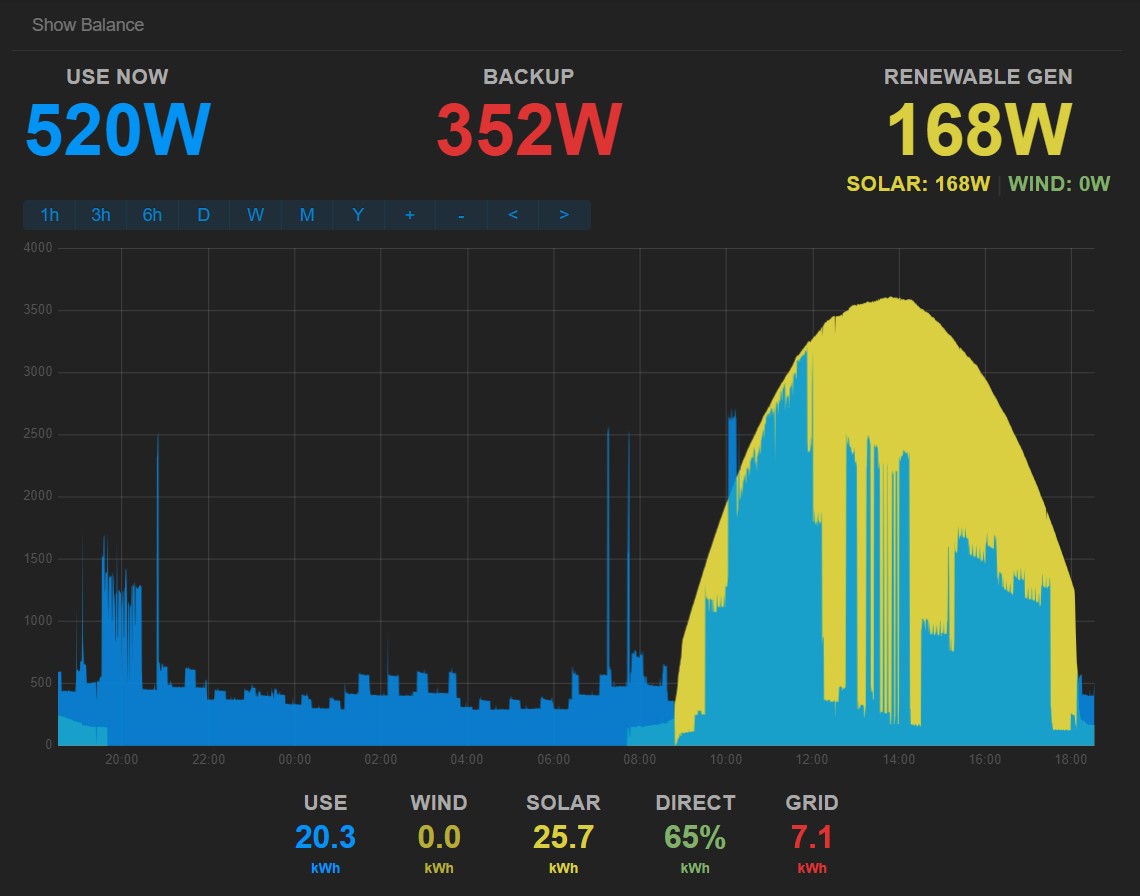 Show Balance
USE NOW BACKUP RENEWABLE GEN
520W 352W 168W
SOLAR: 168W | WIND: 0W
1h 3h 6h D W M Y + - < >
4000
3500
3000
2500
2000
1500
1000
500
0
20:00 22:00 00:00 02:00 04:00 06:00 08:00 10:00 12:00 14:00 16:00 18:00
USE WIND SOLAR DIRECT GRID
20.3 0.0 25.7 65% 7.1
kWh kWh kWh kWh kWh